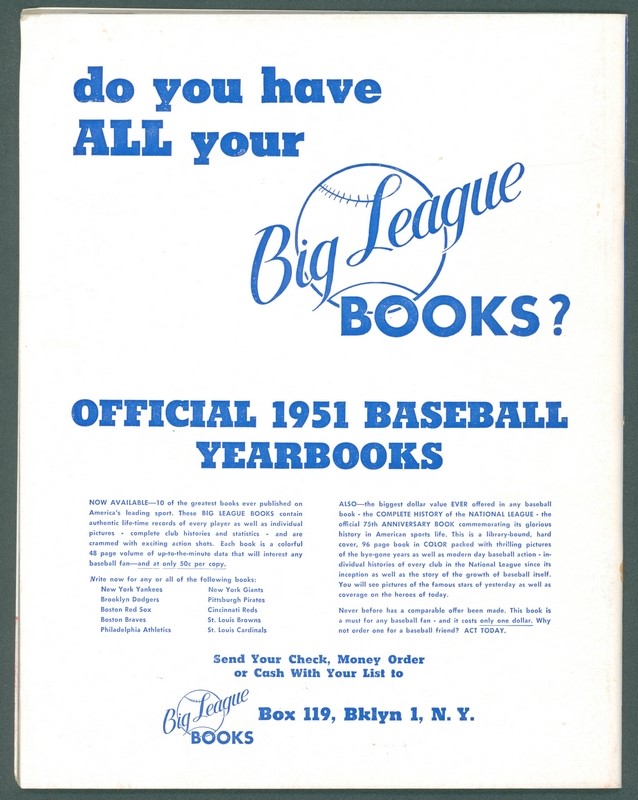 do you have
ALL your
Big League
BOOKS?
OFFICIAL 1951 BASEBALL
YEARBOOKS
NOW AVAILABLE—10 of the greatest books ever published on
America's leading sport. These BIG LEAGUE BOOKS contain
authentic life-time records of every player as well as individual
pictures - complete club histories and statistics - and are
crammed with exciting action shots. Each book is a colorful
48 page volume of up-to-the-minute data that will interest any
baseball fan—and at only 50c per copy.
Write now for any or all of the following books:
New York Yankees
Brooklyn Dodgers
Boston Red Sox
Boston Braves
Philadelphia Athletics
New York Giants
Pittsburgh Pirates
Cincinnati Reds
St. Louis Browns
St. Louis Cardinals
ALSO—the biggest dollar value EVER offered in any baseball
book - the COMPLETE HISTORY of the NATIONAL LEAGUE - the
official 75th ANNIVERSARY BOOK commemorating its glorious
history in American sports life. This is a library-bound, hard
cover, 96 page book in COLOR packed with thrilling pictures
of the bye-gone years as well as modern day baseball action - in-
dividual histories of every club in the National League since its
inception as well as the story of the growth of baseball itself.
You will see pictures of the famous stars of yesterday as well as
coverage on the heroes of today.
Never before has a comparable offer been made. This book is
a must for any baseball fan - and it costs only one dollar. Why
not order one for a baseball friend? ACT TODAY.
Send Your Check, Money Order
or Cash With Your List to
Big League
BOOKS
Box 119, Bklyn 1, N. Y.